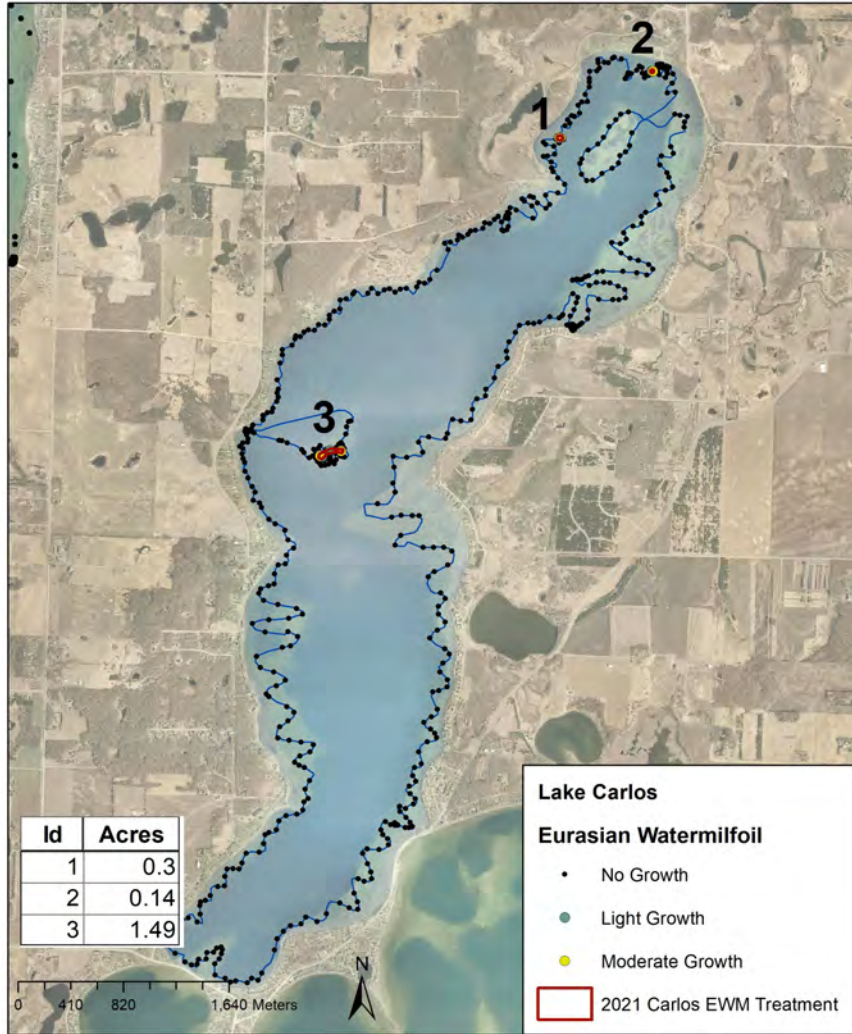 2
1
3
Id Acres
1 0.3
2 0.14
3 1.49
N
0 410 820 1,640 Meters
Lake Carlos
Eurasian Watermilfoil
No Growth
Light Growth
Moderate Growth
2021 Carlos EWM Treatment